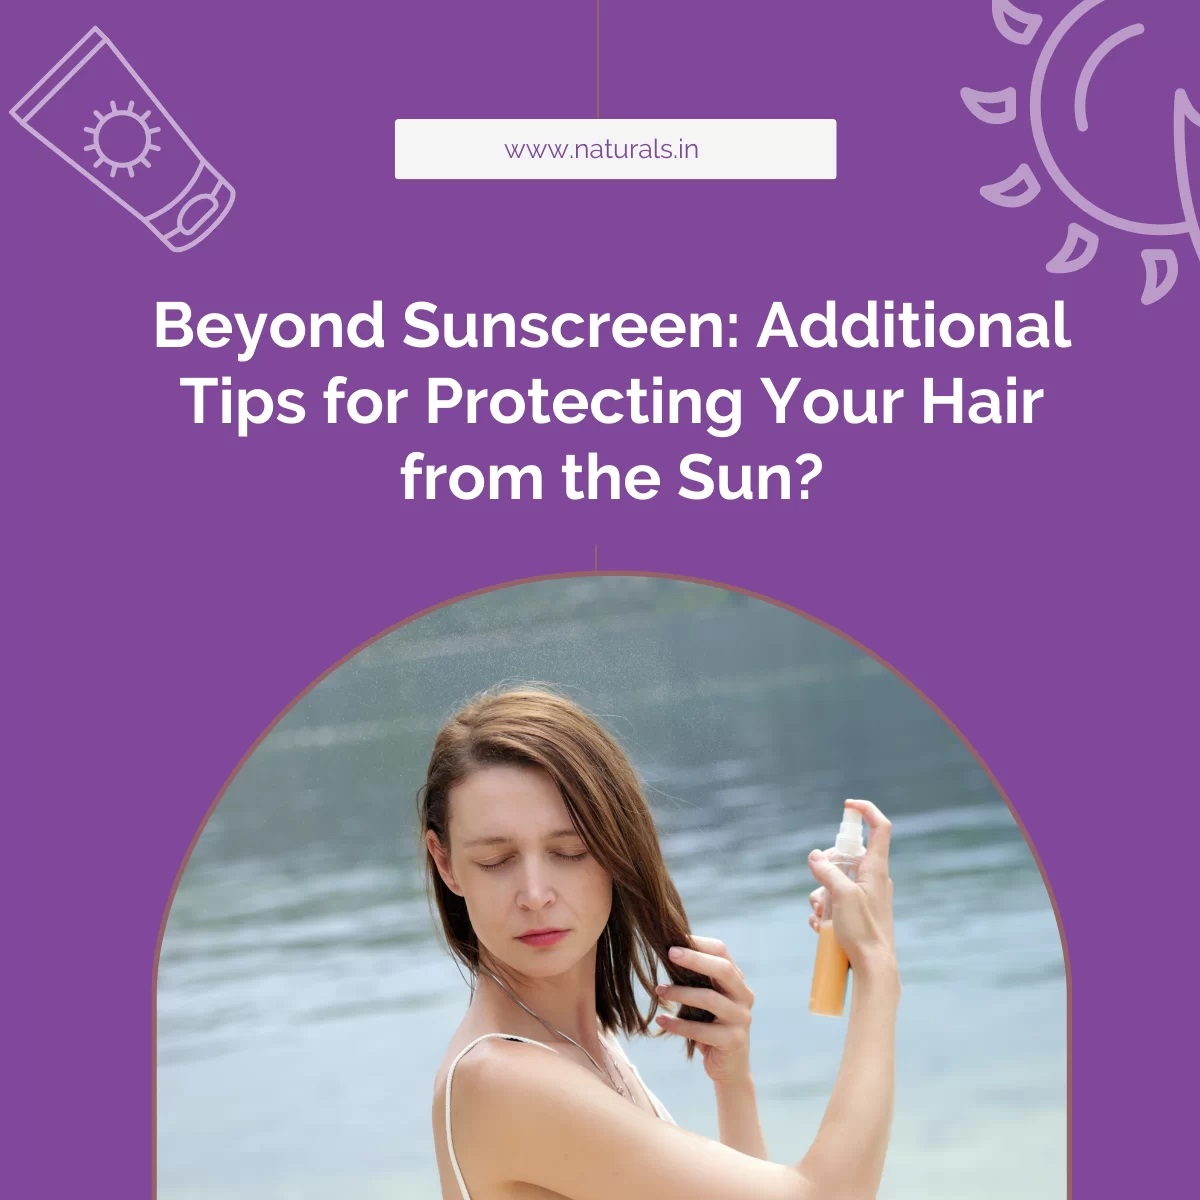 www.naturals.in
Beyond Sunscreen: Additional
Tips for Protecting Your Hair
from the Sun?